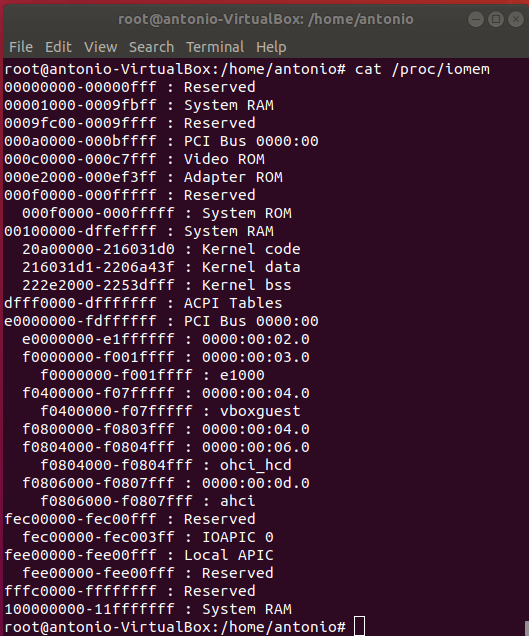 root@antonio-VirtualBox: /home/antonio
File Edit View Search Terminal Help
root@antonio-VirtualBox:/home/antonio# cat /proc/iomem
00000000-00000fff : Reserved
00001000-0009fbff : System RAM
0009fc00-0009ffff : Reserved
000a0000-000bffff : PCI Bus 0000:00
000c0000-000c7fff : Video ROM
000e2000-000ef3ff : Adapter ROM
000f0000-000fffff : Reserved
  000f0000-000fffff : System ROM
00100000-dffeffff : System RAM
  20a00000-216031d0 : Kernel code
  216031d1-2206a43f : Kernel data
  222e2000-2253dfff : Kernel bss
dfff0000-dfffffff : ACPI Tables
e0000000-fdffffff : PCI Bus 0000:00
  e0000000-e1ffffff : 0000:00:02.0
  f0000000-f001ffff : 0000:00:03.0
    f0000000-f001ffff : e1000
  f0400000-f07fffff : 0000:00:04.0
    f0400000-f07fffff : vboxguest
  f0800000-f0803fff : 0000:00:04.0
  f0804000-f0804fff : 0000:00:06.0
    f0804000-f0804fff : ohci_hcd
  f0806000-f0807fff : 0000:00:0d.0
    f0806000-f0807fff : ahci
fec00000-fec00fff : Reserved
  fec00000-fec003ff : IOAPIC 0
fee00000-fee00fff : Local APIC
  fee00000-fee00fff : Reserved
fffc0000-ffffffff : Reserved
100000000-11fffffff : System RAM
root@antonio-VirtualBox:/home/antonio#